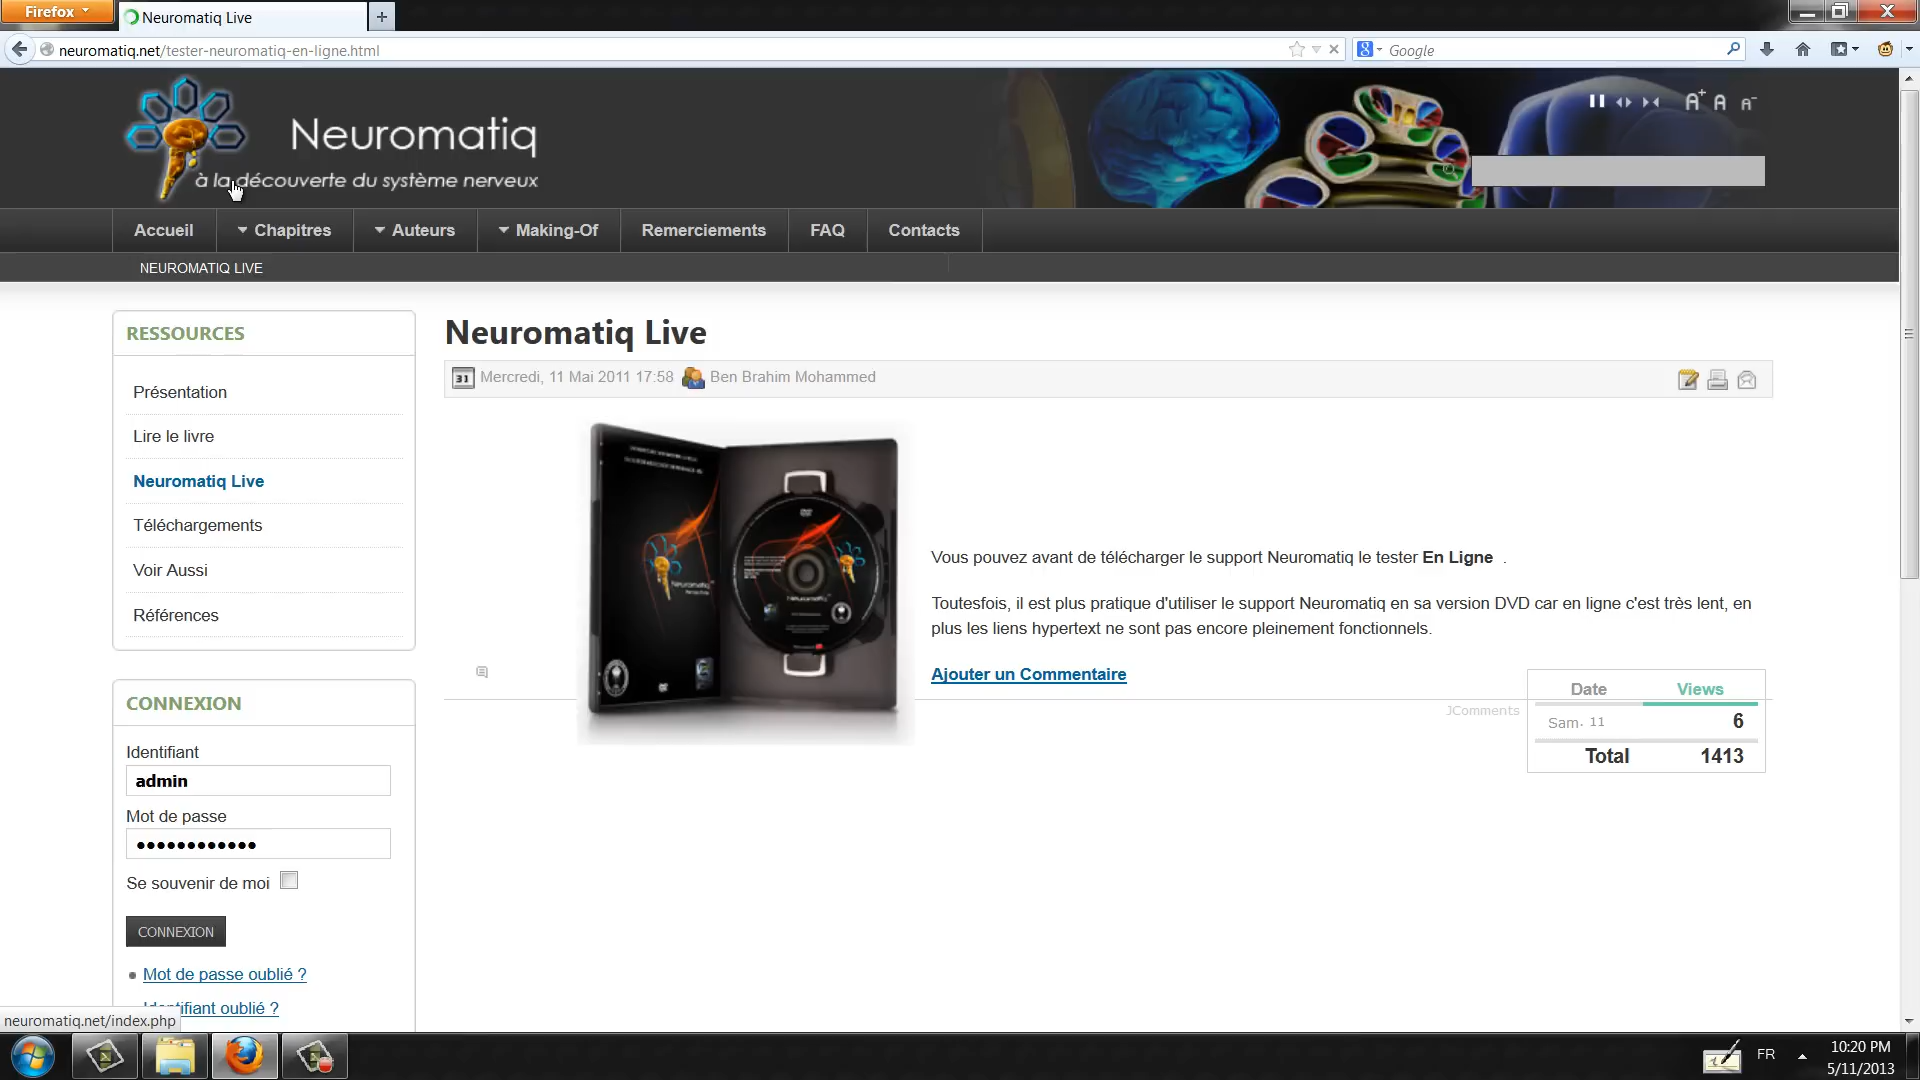 Firefox
Neuromatiq Live
neuromatiq.net/tester-neuromatiq-en-ligne.html
Google
Neuromatiq
à la découverte du système nerveux
A+ A A-
Accueil
Chapitres
Auteurs
Making-Of
Remerciements
FAQ
Contacts
NEUROMATIQ LIVE
RESSOURCES
Présentation
Lire le livre
Neuromatiq Live
Téléchargements
Voir Aussi
Références
CONNEXION
Identifiant
admin
Mot de passe
Se souvenir de moi
CONNEXION
Mot de passe oublié ?
Identifiant oublié ?
neuromatiq.net/index.php
Neuromatiq Live
31 Mercredi, 11 Mai 2011 17:58 Ben Brahim Mohammed
Neuromatiq
Vous pouvez avant de télécharger le support Neuromatiq le tester En Ligne .
Toutesfois, il est plus pratique d'utiliser le support Neuromatiq en sa version DVD car en ligne c'est très lent, en
plus les liens hypertext ne sont pas encore pleinement fonctionnels.
Ajouter un Commentaire
JComments
Date Views
Sam. 11 6
Total 1413
FR
10:20 PM
5/11/2013